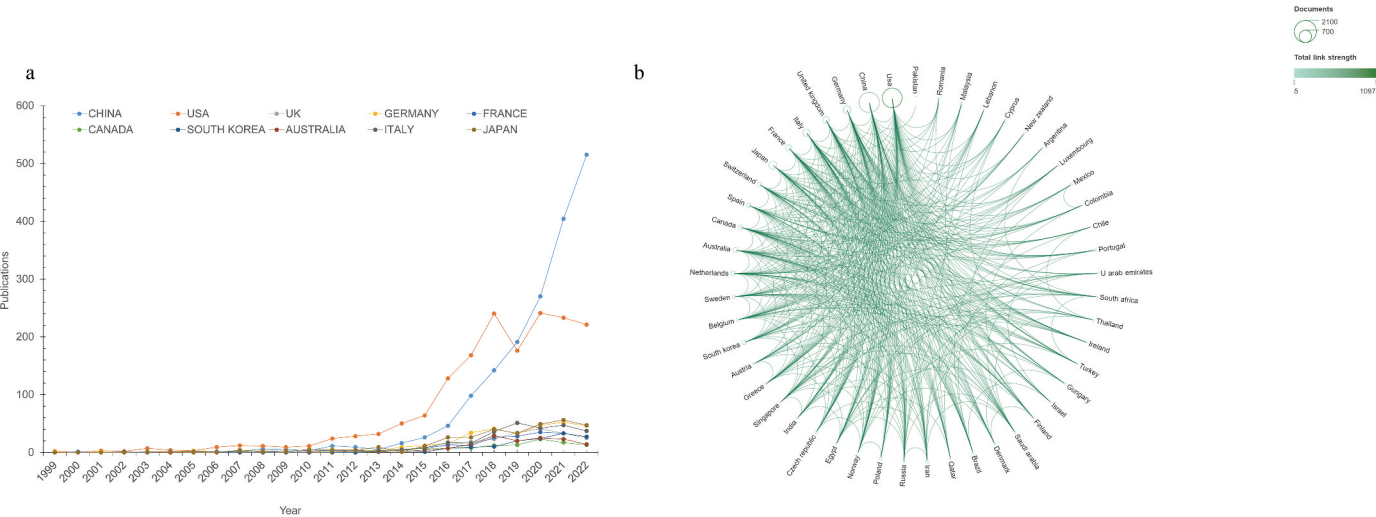 a
600
500
400
300
200
100
0
Publications
CHINA USA UK GERMANY FRANCE
CANADA SOUTH KOREA AUSTRALIA ITALY JAPAN
1999 2000 2001 2002 2003 2004 2005 2006 2007 2008 2009 2010 2011 2012 2013 2014 2015 2016 2017 2018 2019 2020 2021 2022
Year
b
Usa
Pakistan
Romania
Malaysia
Lebanon
Cyprus
New zealand
Argentina
Luxembourg
Mexico
Colombia
Chile
Portugal
U arab emirates
South africa
Thailand
Ireland
Turkey
Gungary
Israel
Finland
Saudi arabia
Denmark
Brazil
Qatar
Iran
Russia
Poland
Norway
Egypt
Czech republic
India
Singapore
Greece
Austria
South korea
Belgium
Sweden
Netherlands
Australia
Canada
Spain
Switzerland
Japan
France
Italy
United kingdom
Germany
China
Documents
2100
700
Total link strength
5 1097